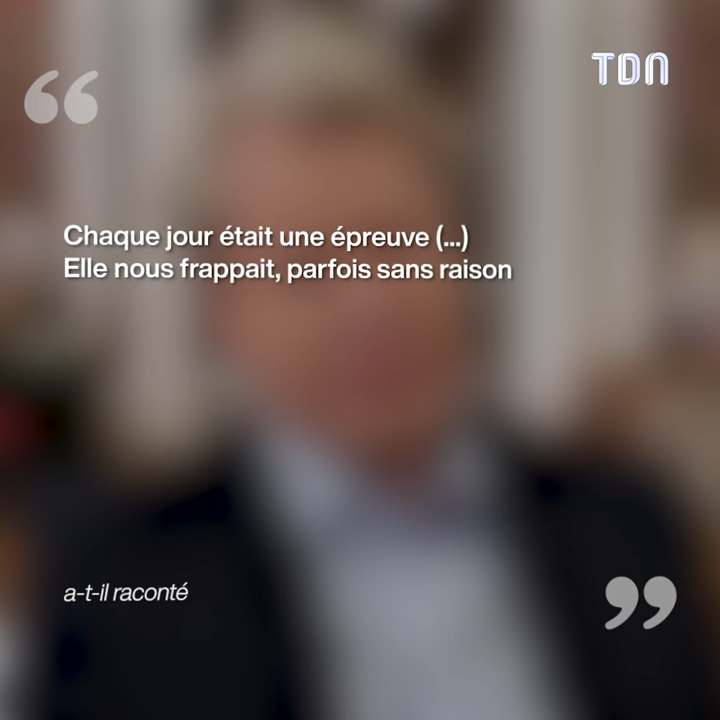 TDN
“
Chaque jour était une épreuve (...)
Elle nous frappait, parfois sans raison
a-t-il raconté
”